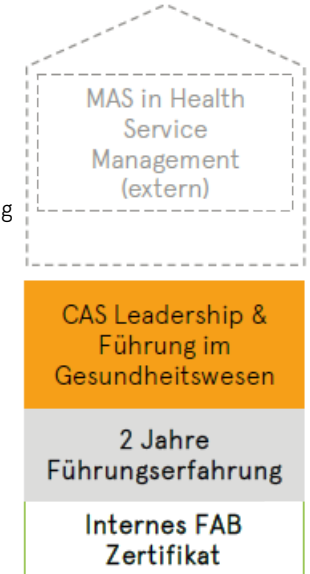 MAS in Health
Service
Management
(extern)
g
CAS Leadership &
Führung im
Gesundheitswesen
2 Jahre
Führungserfahrung
Internes FAB
Zertifikat